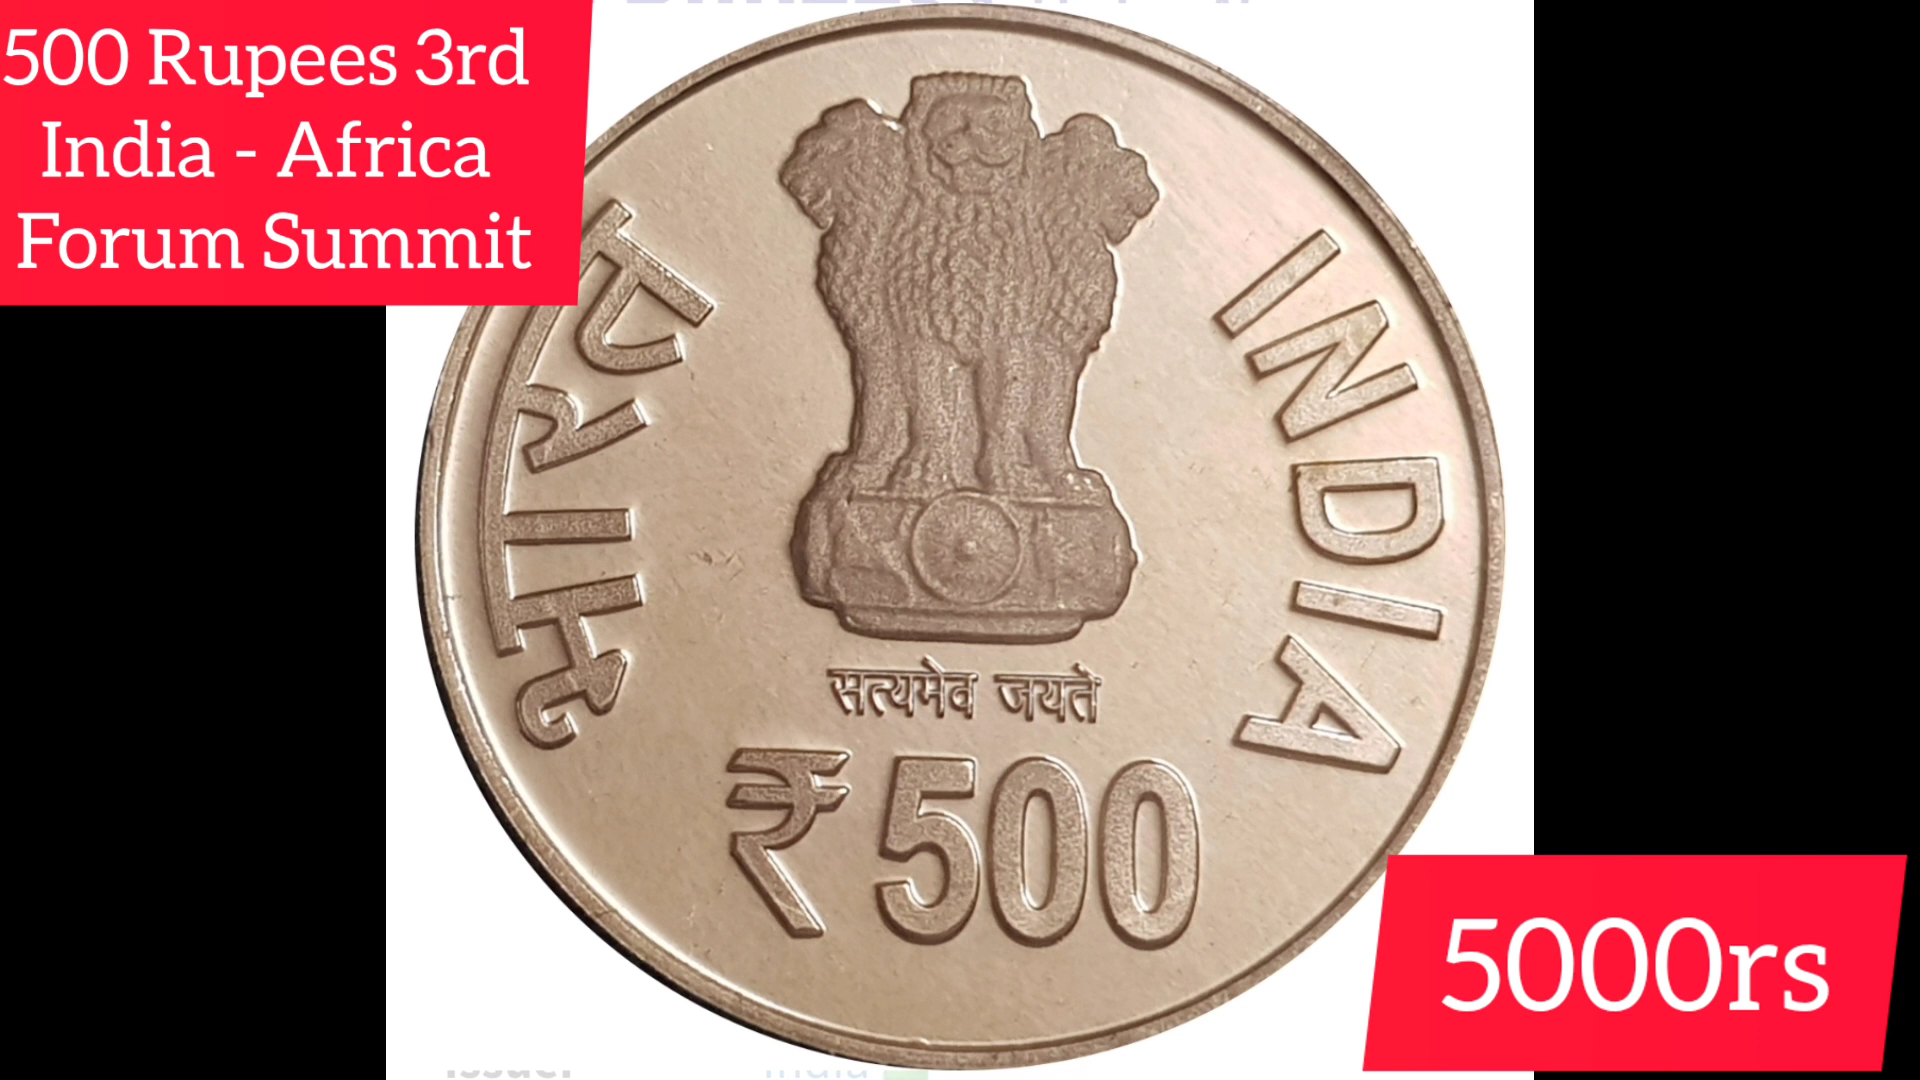 500 Rupees 3rd
India - Africa
Forum Summit
भारत
INDIA
सत्यमेव जयते
₹ 500
5000rs